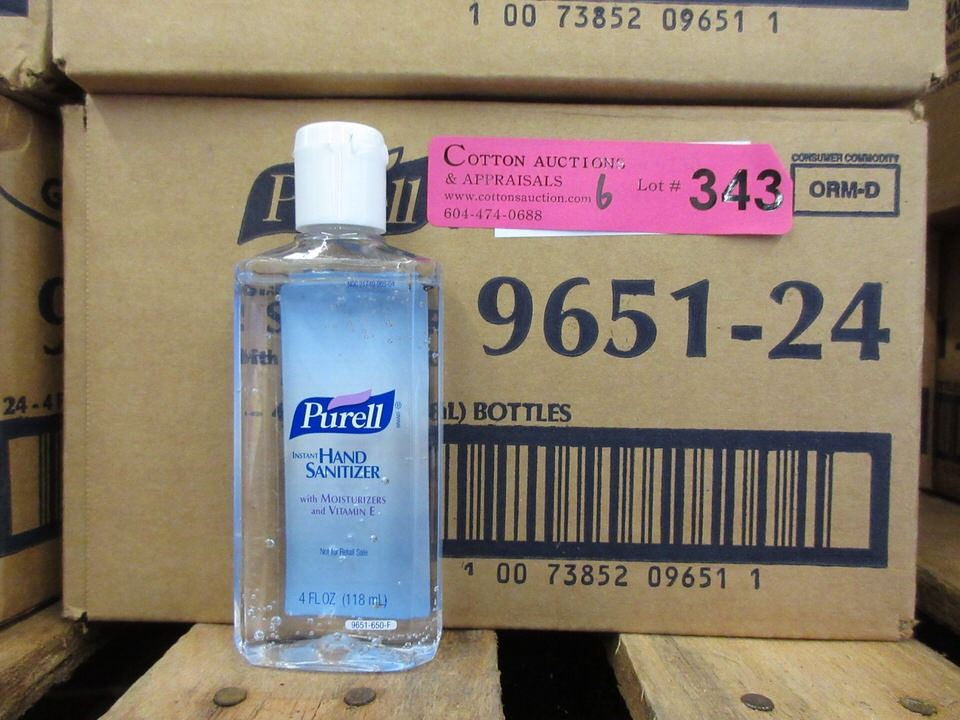 1 00 73852 09651 1
Purell
COTTON AUCTIONS
& APPRAISALS
www.cottonsauction.com
604-474-0688
6
Lot # 343
CONSUMER COMMODITY
ORM-D
9651-24
24 - 4
BOTTLES
1 00 73852 09651 1
Purell
INSTANT HAND
SANITIZER
with MOISTURIZERS
and VITAMIN E
Not for Retail Sale
4 FL OZ (118 mL)
9651-650-F